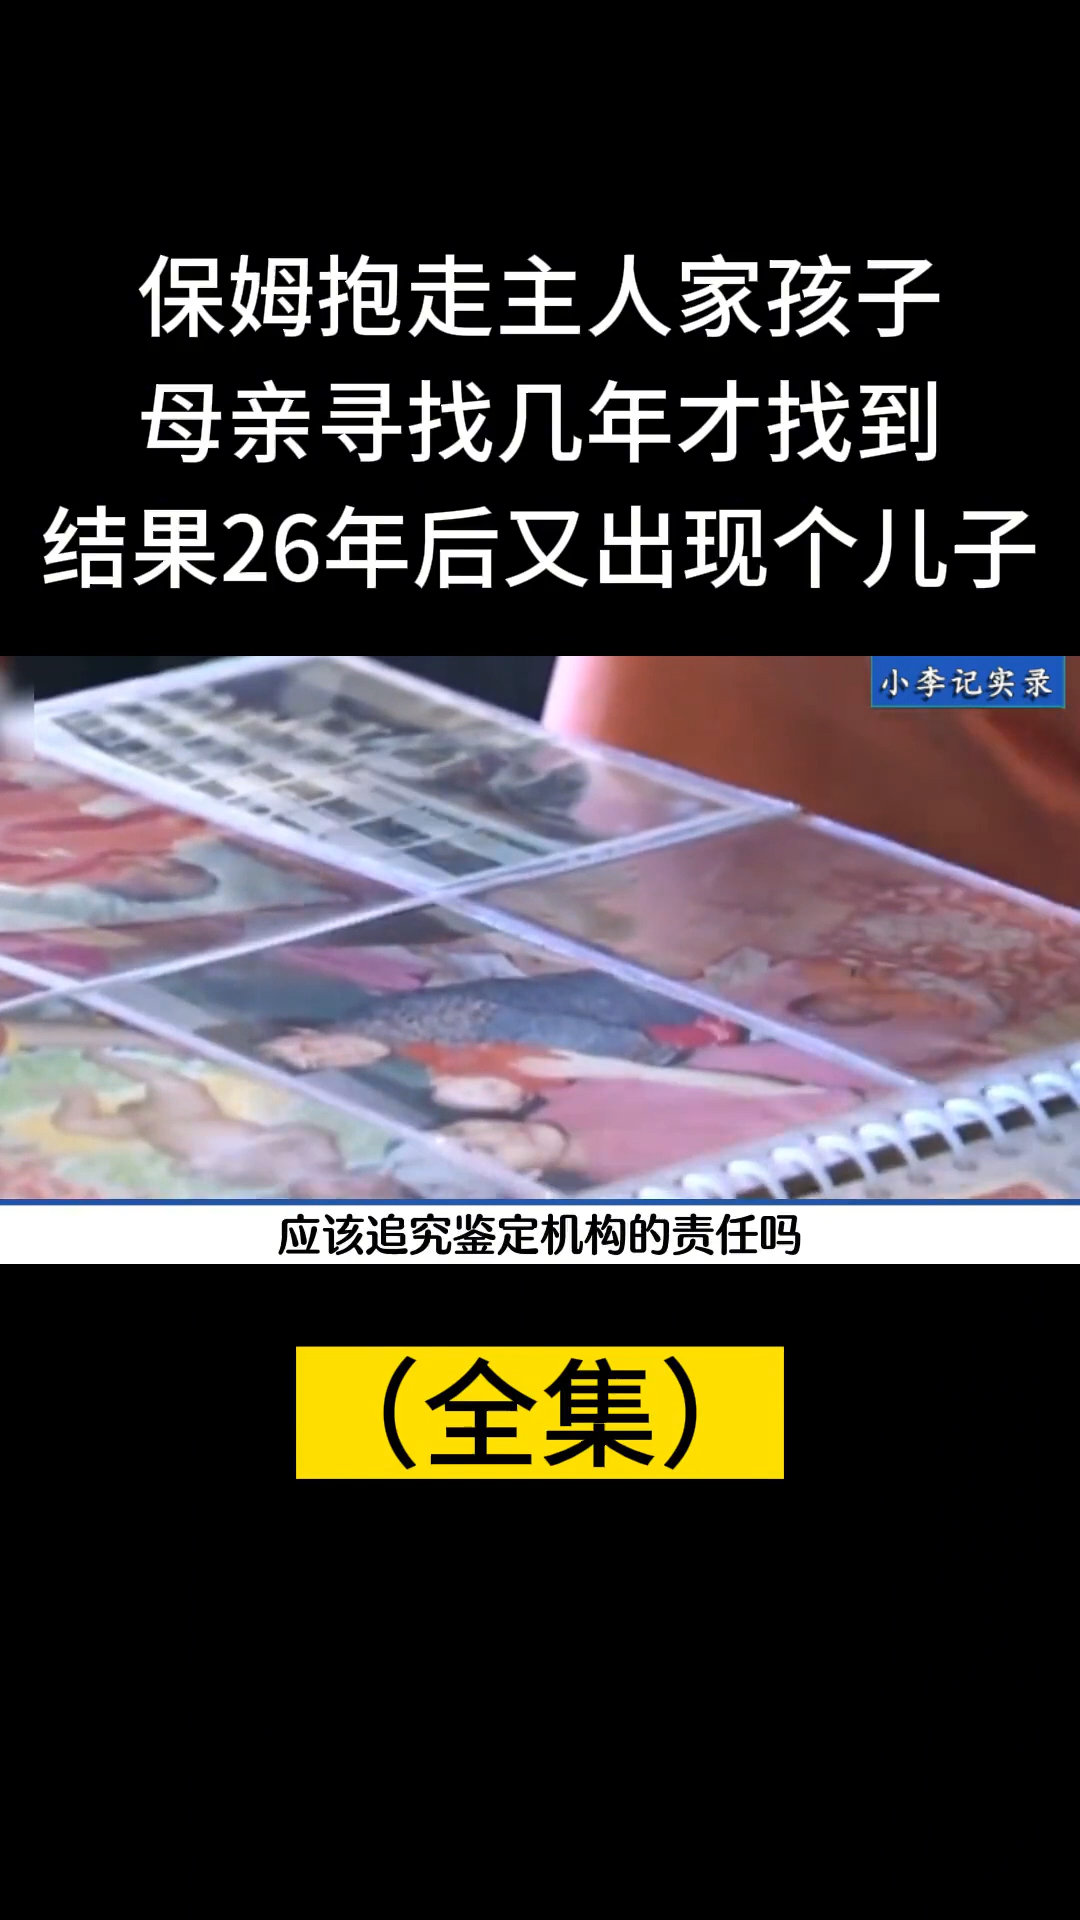 保姆抱走主人家孩子
母亲寻找几年才找到
结果26年后又出现个儿子
小李记实录
应该追究鉴定机构的责任吗
（全集）